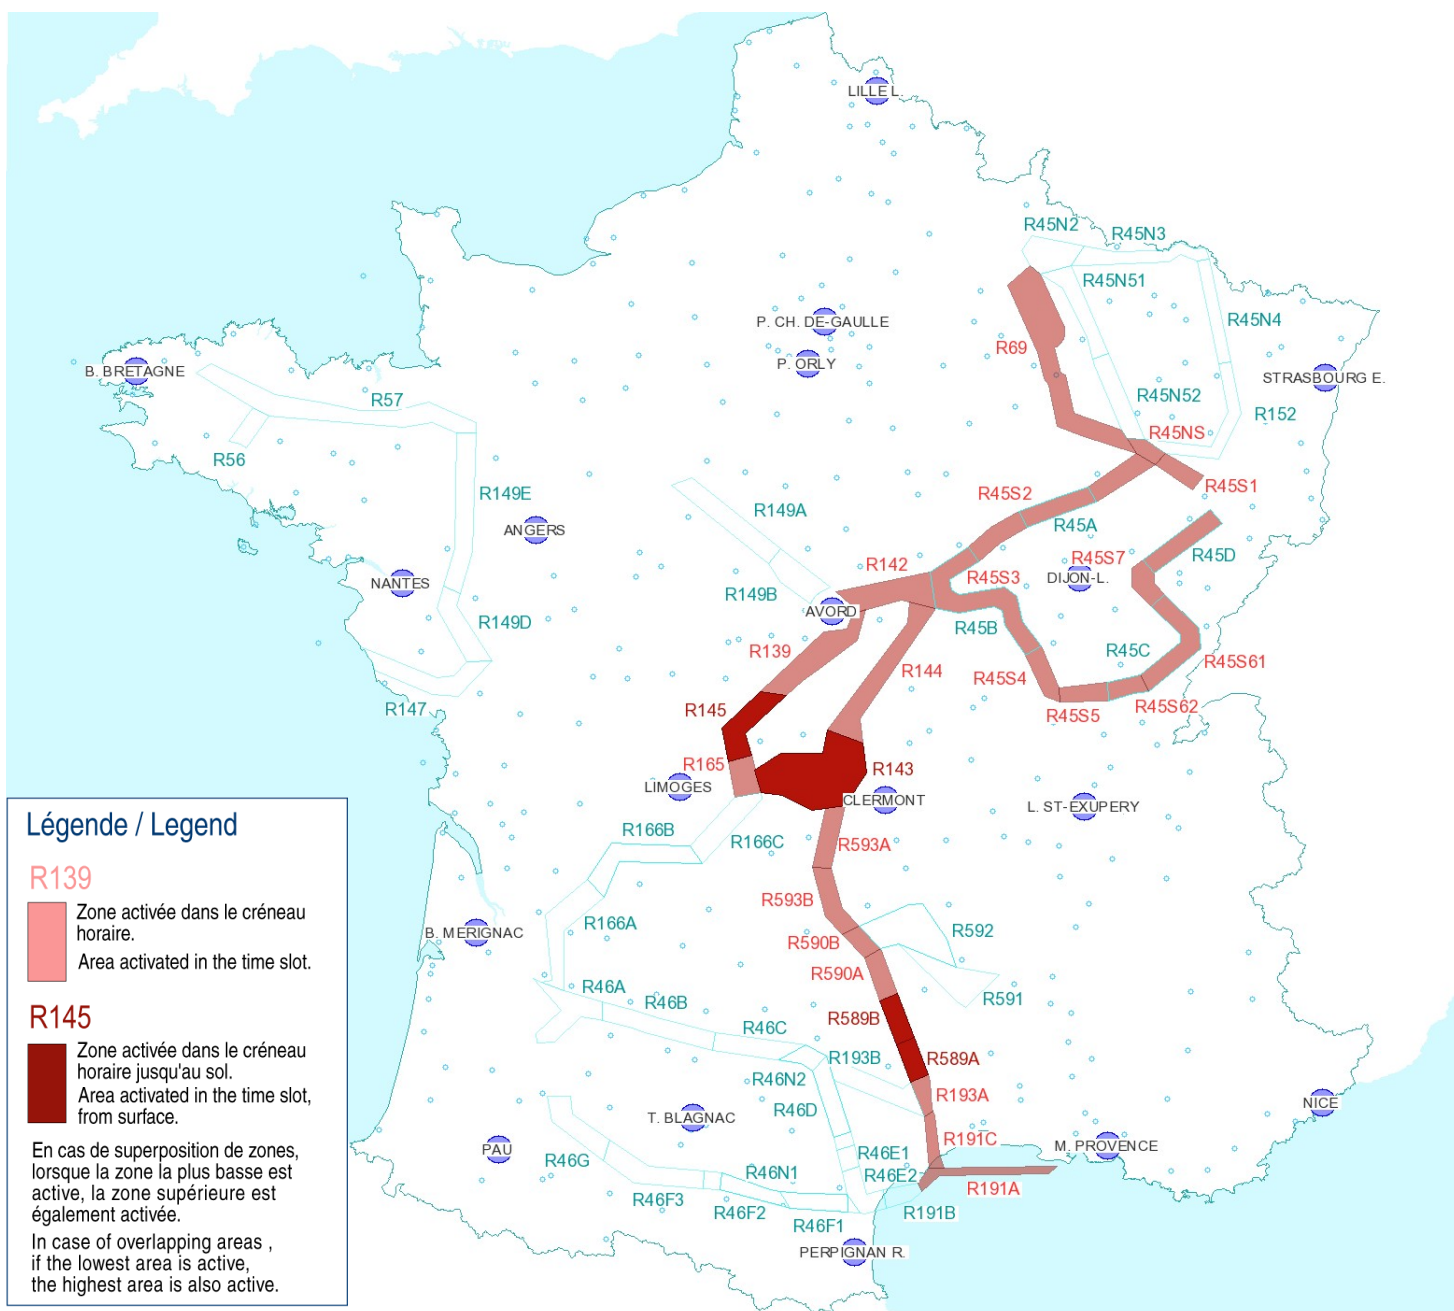 LILLE L.
R45N2
R45N3
R45N51
P. CH. DE-GAULLE
R45N4
R69
P. ORLY
B. BRETAGNE
STRASBOURG E.
R57
R45N52
R152
R45NS
R56
R45S1
R149E
R45S2
R149A
R45A
ANGERS
R45S7
R45D
R142
R45S3
DIJON-L.
NANTES
R149B
AVORD
R149D
R45B
R139
R45C
R45S61
R144
R45S4
R147
R145
R45S5
R45S62
R165
R143
LIMOGES
CLERMONT
L. ST-EXUPERY
R166B
R166C
R593A
R593B
R166A
R592
B. MERIGNAC
R590B
R590A
R46A
R46B
R591
R589B
R46C
R193B
R589A
R46N2
R193A
R46D
NICE
T. BLAGNAC
R191C
M. PROVENCE
PAU
R46E1
R46G
R46N1
R46E2
R191A
R46F3
R46F2
R191B
R46F1
PERPIGNAN R.
Légende / Legend
R139
Zone activée dans le créneau
horaire.
Area activated in the time slot.
R145
Zone activée dans le créneau
horaire jusqu'au sol.
Area activated in the time slot,
from surface.
En cas de superposition de zones,
lorsque la zone la plus basse est
active, la zone supérieure est
également activée.
In case of overlapping areas ,
if the lowest area is active,
the highest area is also active.